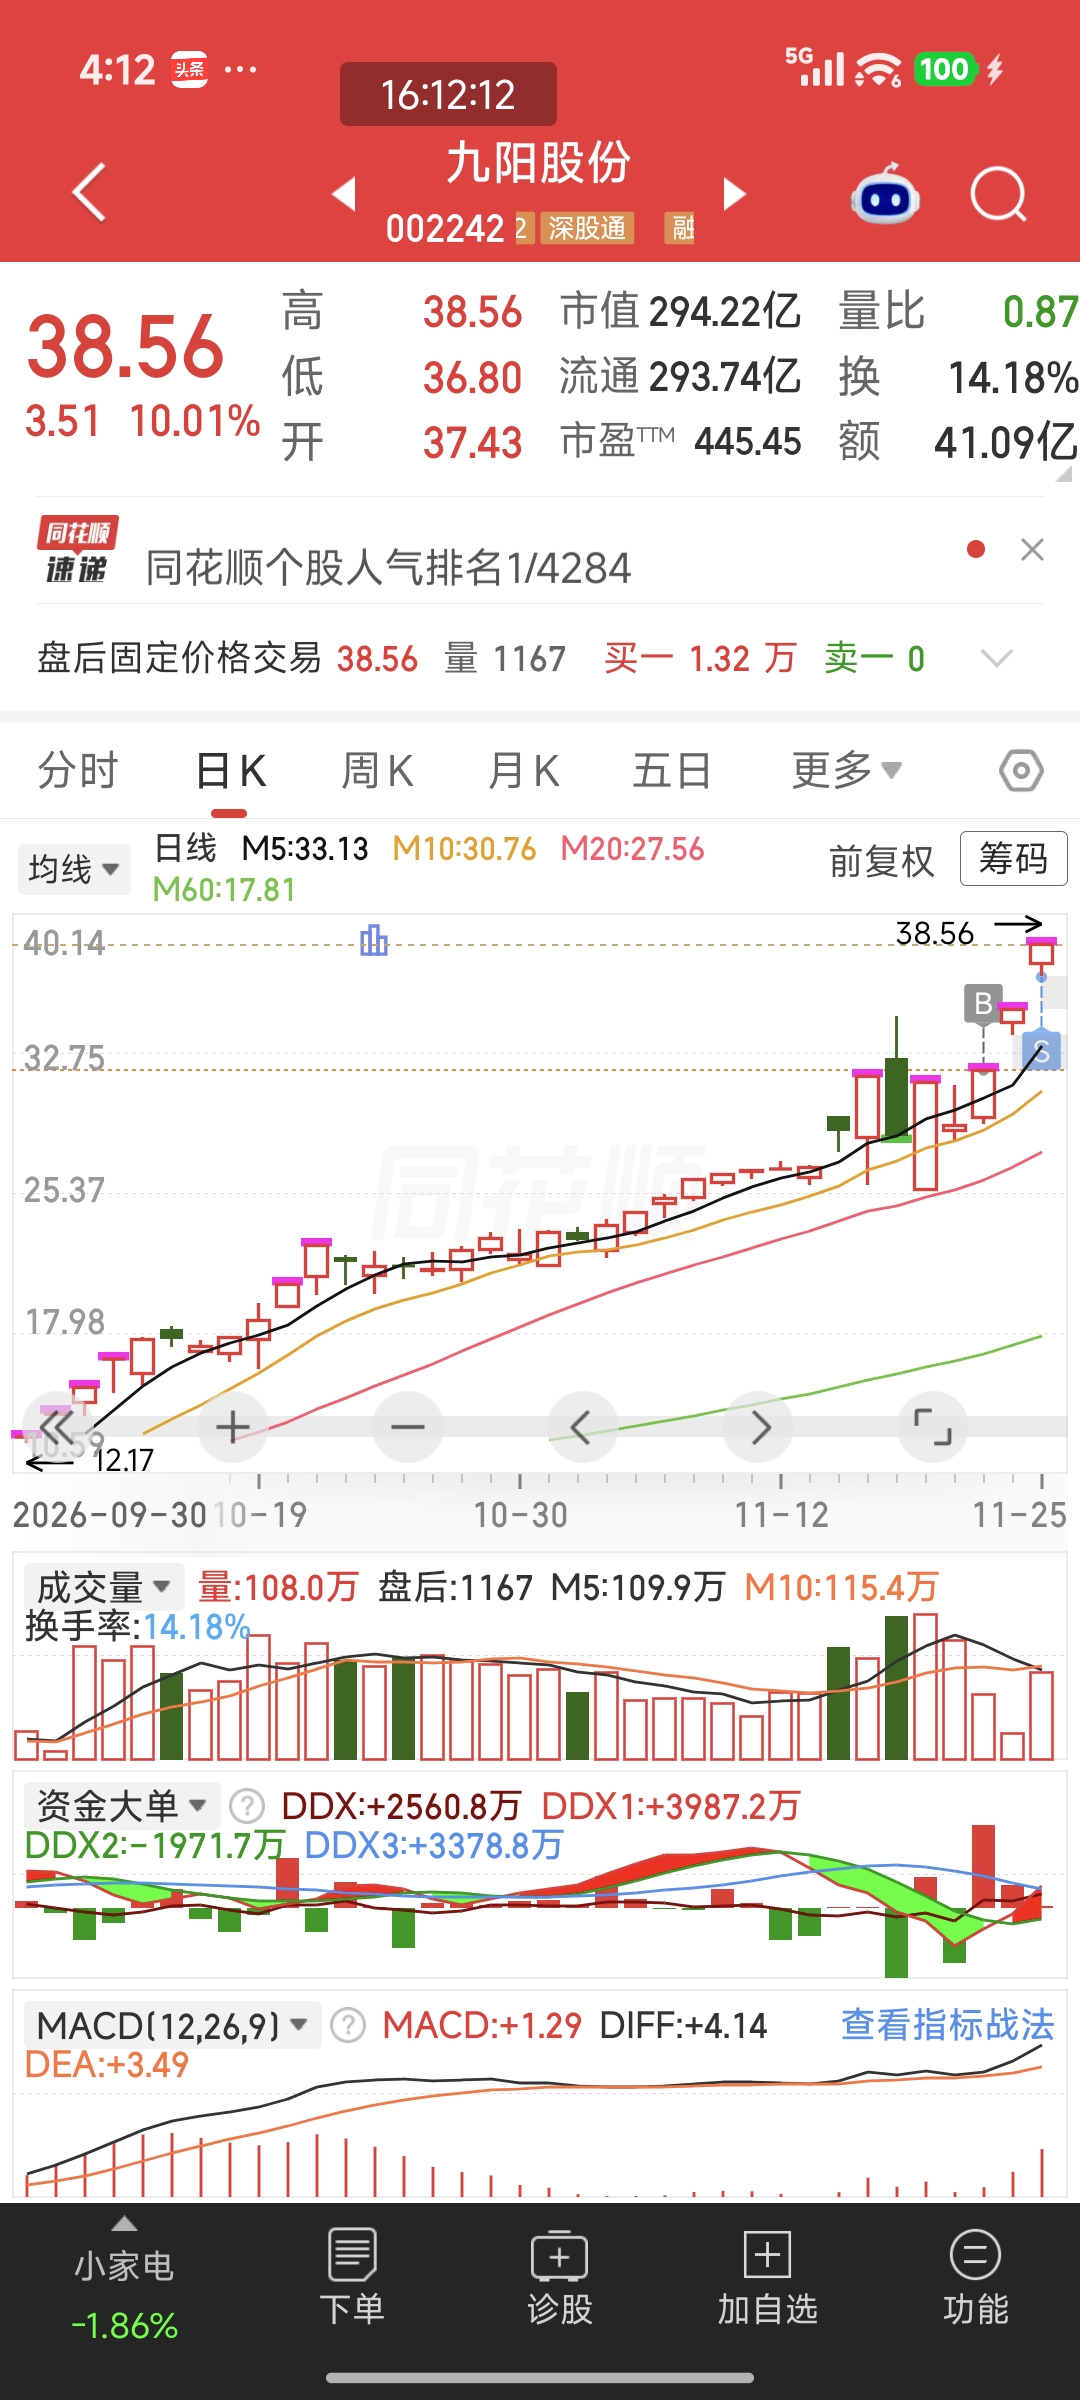 4:12 头条 ... 5G 6 100
16:12:12
九阳股份
002242 2 深股通 融
38.56
3.51 10.01%
高 38.56 市值 294.22亿 量比 0.87
低 36.80 流通 293.74亿 换 14.18%
开 37.43 市盈TTM 445.45 额 41.09亿
同花顺
速递
同花顺个股人气排名1/4284
盘后固定价格交易 38.56 量 1167 买一 1.32 万 卖一 0
分时 日K 周K 月K 五日 更多
均线 日线 M5:33.13 M10:30.76 M20:27.56
M60:17.81
前复权 筹码
40.14
38.56
B
32.75
S
同花顺
25.37
17.98
10.59
12.17
2026-09-30 10-19 10-30 11-12 11-25
成交量 量:108.0万 盘后:1167 M5:109.9万 M10:115.4万
换手率:14.18%
资金大单 ? DDX:+2560.8万 DDX1:+3987.2万
DDX2:-1971.7万 DDX3:+3378.8万
MACD(12,26,9) ? MACD:+1.29 DIFF:+4.14 查看指标战法
DEA:+3.49
小家电 下单 诊股 加自选 功能
-1.86%